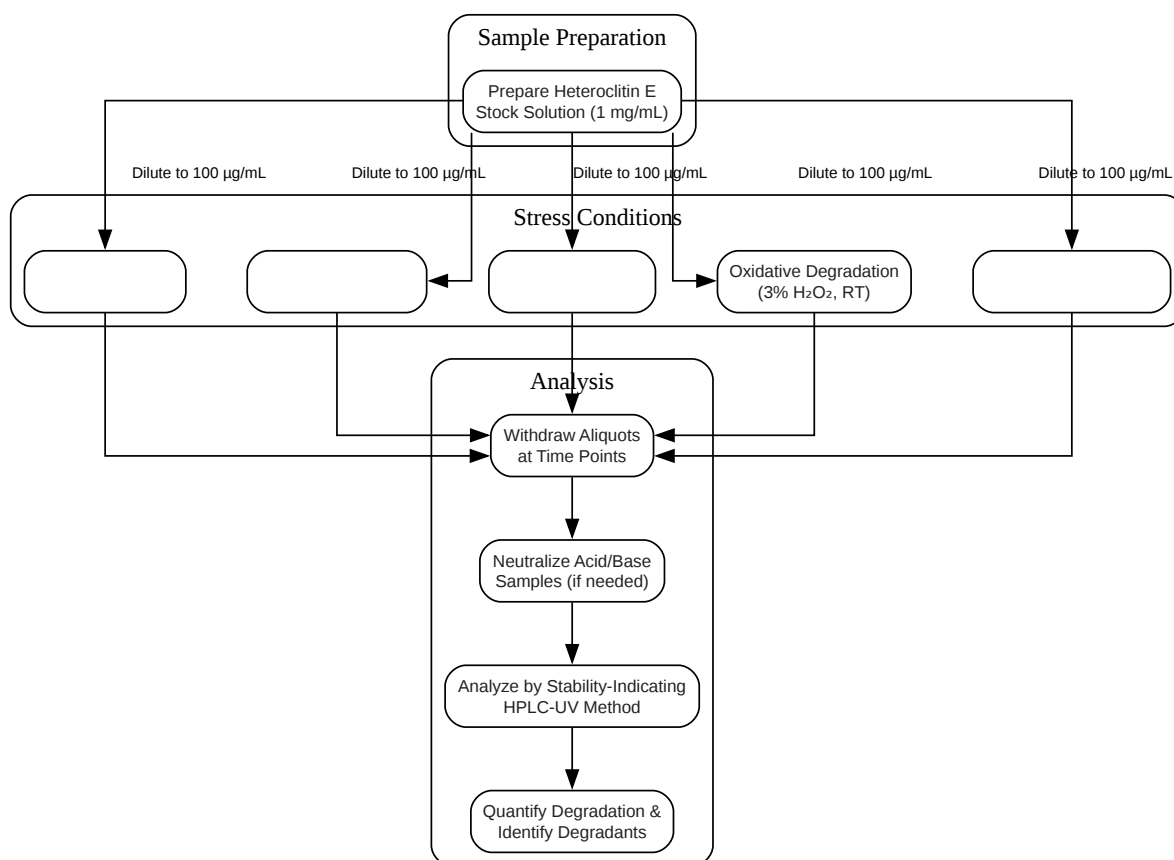 Sample Preparation
Prepare Heteroclitin E
Stock Solution (1 mg/mL)
Dilute to 100 µg/mL
Dilute to 100 µg/mL
Dilute to 100 µg/mL
Dilute to 100 µg/mL
Dilute to 100 µg/mL
Stress Conditions
Oxidative Degradation
(3% H₂O₂, RT)
Analysis
Withdraw Aliquots
at Time Points
Neutralize Acid/Base
Samples (if needed)
Analyze by Stability-Indicating
HPLC-UV Method
Quantify Degradation &
Identify Degradants